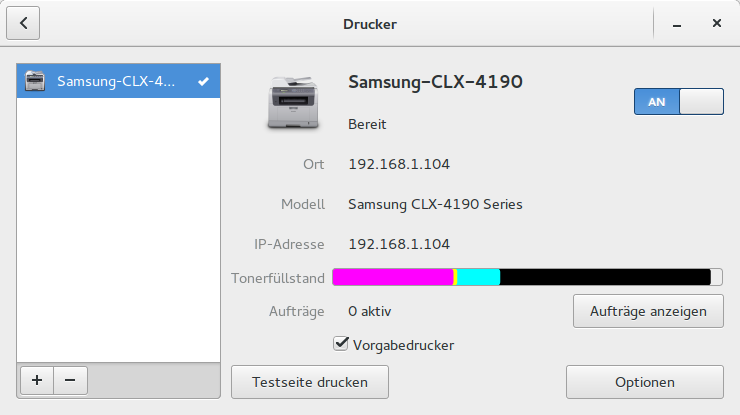 Drucker
Samsung-CLX-4...
Samsung-CLX-4190
AN
Bereit
Ort 192.168.1.104
Modell Samsung CLX-4190 Series
IP-Adresse 192.168.1.104
Tonerfüllstand
Aufträge 0 aktiv Aufträge anzeigen
Vorgabedrucker
Testseite drucken Optionen